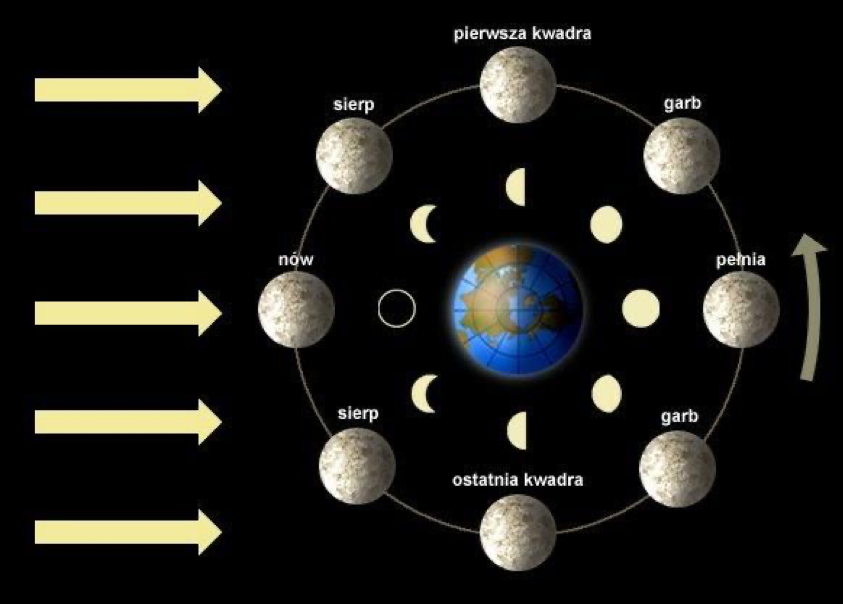 pierwsza kwadra
sierp
garb
nów
pełnia
sierp
garb
ostatnia kwadra